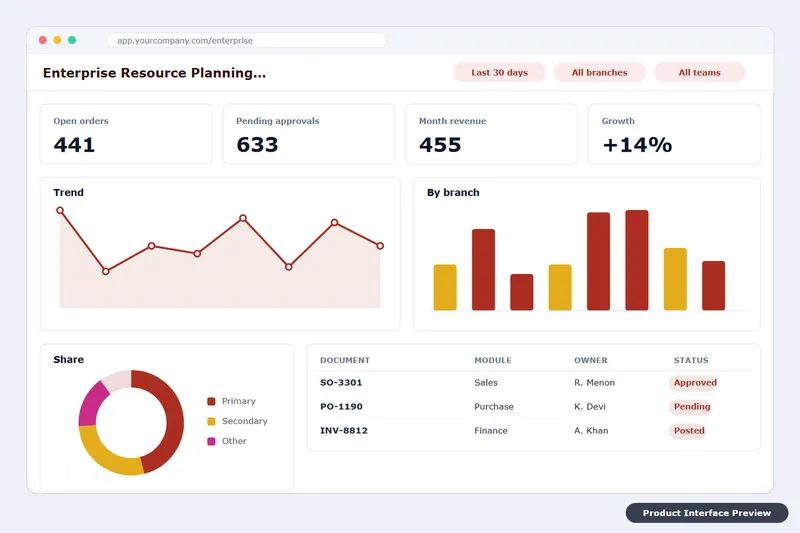 app.yourcompany.com/enterprise
Enterprise Resource Planning...
Last 30 days
All branches
All teams
Open orders
441
Pending approvals
633
Month revenue
455
Growth
+14%
Trend
By branch
Share
Primary
Secondary
Other
DOCUMENT MODULE OWNER STATUS
SO-3301 Sales R. Menon Approved
PO-1190 Purchase K. Devi Pending
INV-8812 Finance A. Khan Posted
Product Interface Preview